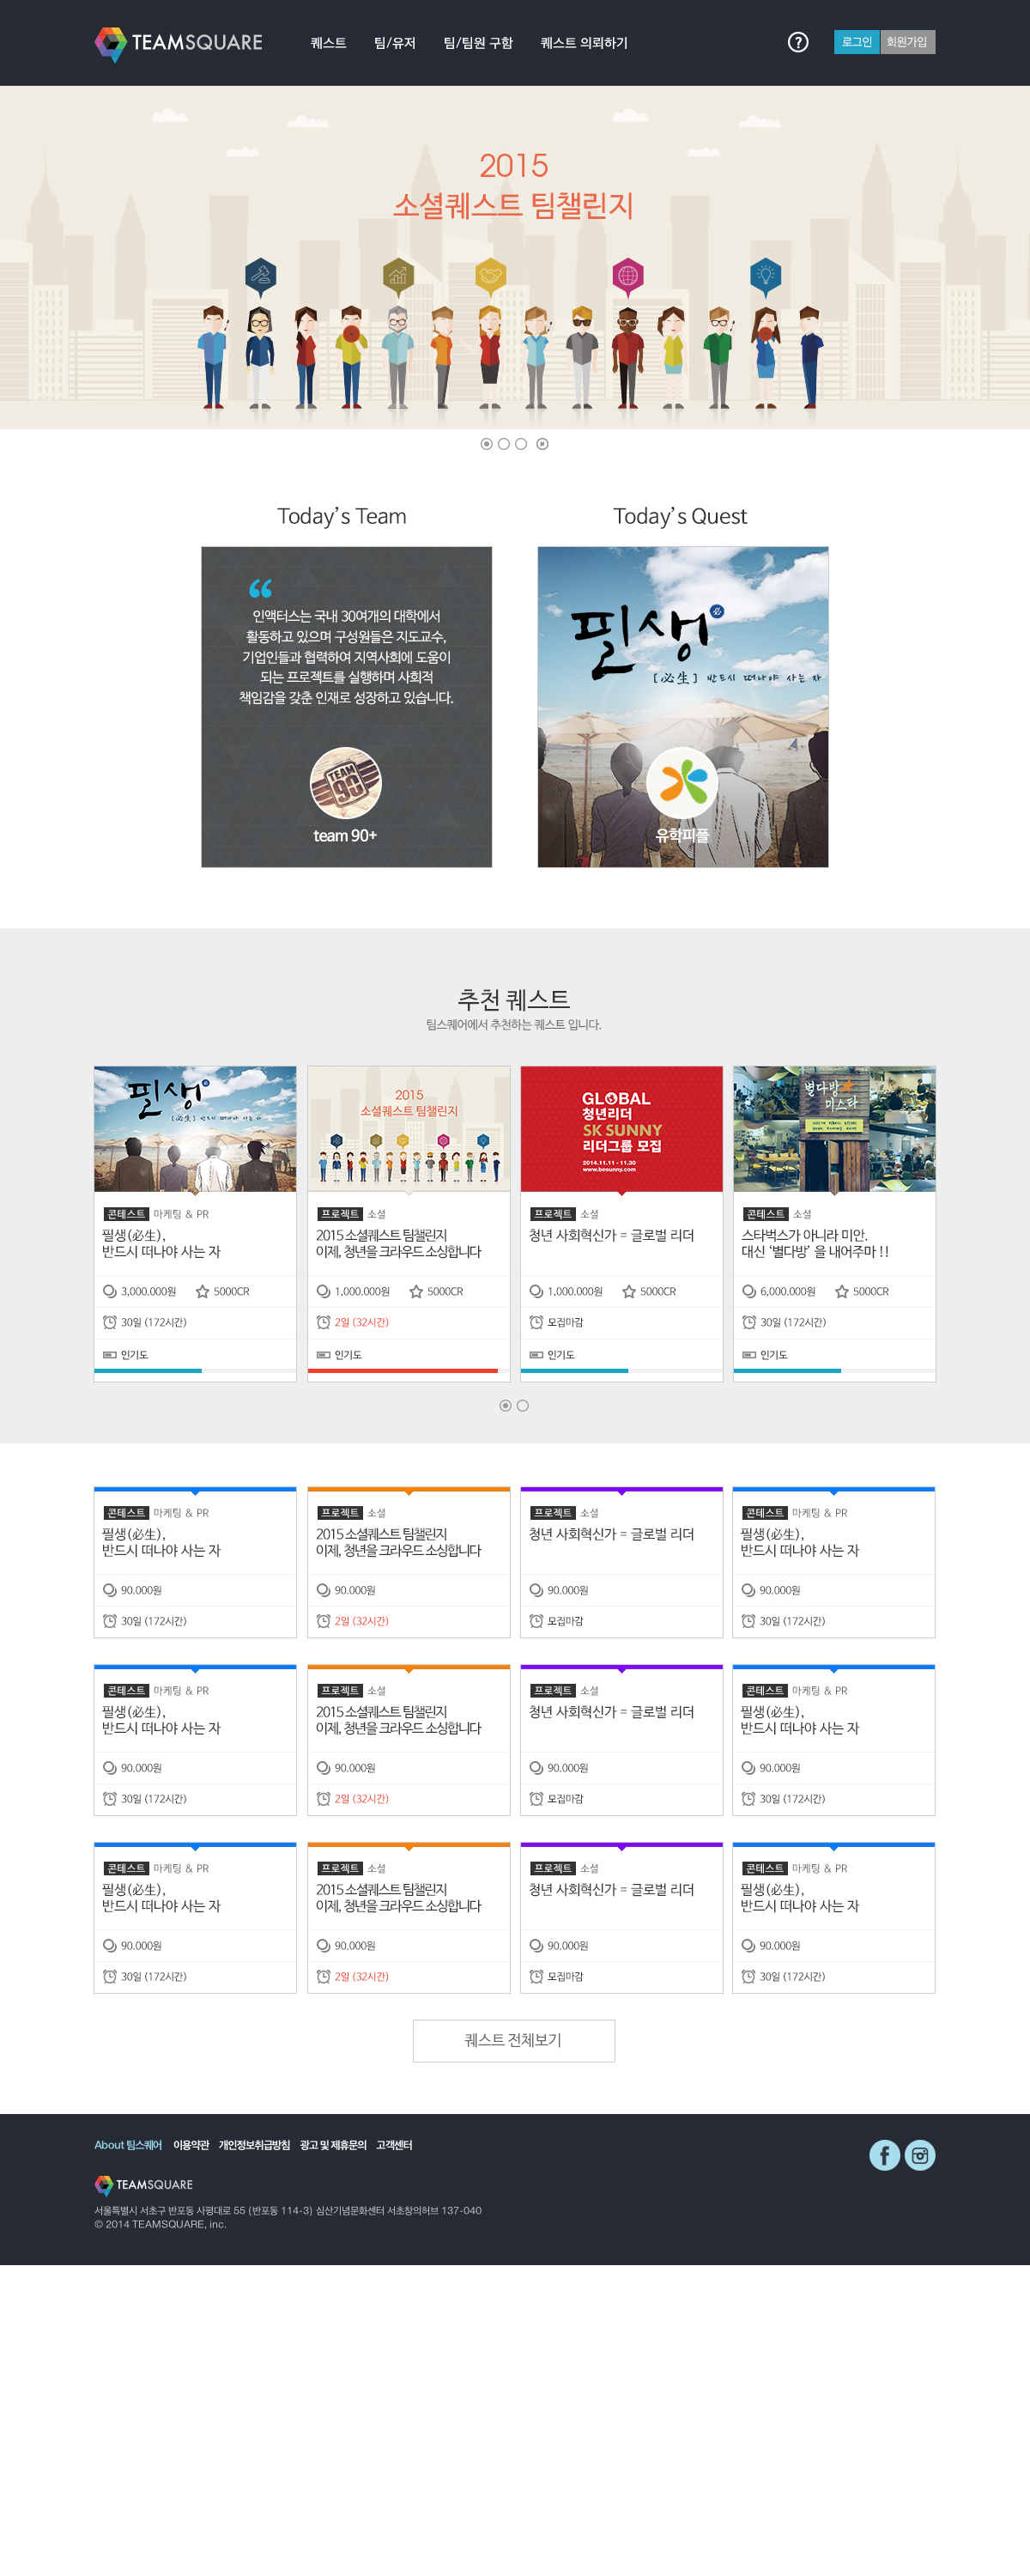 TEAMSQUARE
퀘스트
팀/유저
팀/팀원 구함
퀘스트 의뢰하기
?
로그인
회원가입
2015
소셜퀘스트 팀챌린지
Today's Team
Today's Quest
“
인액터스는 국내 30여개의 대학에서
활동하고 있으며 구성원들은 지도교수,
기업인들과 협력하여 지역사회에 도움이
되는 프로젝트를 실행하며 사회적
책임감을 갖춘 인재로 성장하고 있습니다.
TEAM
90
team 90+
필생
必
[必生] 반드시 떠나야 사는 자
유학피플
추천 퀘스트
팀스퀘어에서 추천하는 퀘스트 입니다.
필생
[必生] 반드시 떠나야 사는 자
콘테스트 마케팅 & PR
필생(必生),
반드시 떠나야 사는 자
3,000.000원 5000CR
30일 (172시간)
인기도
2015
소셜퀘스트 팀챌린지
프로젝트 소셜
2015 소셜퀘스트 팀챌린지
이제, 청년을 크라우드 소싱합니다
1,000.000원 5000CR
2일 (32시간)
인기도
GLOBAL
청년리더
SK SUNNY
리더그룹 모집
2014.11.11 - 11.30
www.besunny.com
프로젝트 소셜
청년 사회혁신가 = 글로벌 리더
1,000.000원 5000CR
모집마감
인기도
별다방
미스타
콘테스트 소셜
스타벅스가 아니라 미안.
대신 ‘별다방’ 을 내어주마 !!
6,000.000원 5000CR
30일 (172시간)
인기도
콘테스트 마케팅 & PR
필생(必生),
반드시 떠나야 사는 자
90.000원
30일 (172시간)
프로젝트 소셜
2015 소셜퀘스트 팀챌린지
이제, 청년을 크라우드 소싱합니다
90.000원
2일 (32시간)
프로젝트 소셜
청년 사회혁신가 = 글로벌 리더
90.000원
모집마감
콘테스트 마케팅 & PR
필생(必生),
반드시 떠나야 사는 자
90.000원
30일 (172시간)
콘테스트 마케팅 & PR
필생(必生),
반드시 떠나야 사는 자
90.000원
30일 (172시간)
프로젝트 소셜
2015 소셜퀘스트 팀챌린지
이제, 청년을 크라우드 소싱합니다
90.000원
2일 (32시간)
프로젝트 소셜
청년 사회혁신가 = 글로벌 리더
90.000원
모집마감
콘테스트 마케팅 & PR
필생(必生),
반드시 떠나야 사는 자
90.000원
30일 (172시간)
콘테스트 마케팅 & PR
필생(必生),
반드시 떠나야 사는 자
90.000원
30일 (172시간)
프로젝트 소셜
2015 소셜퀘스트 팀챌린지
이제, 청년을 크라우드 소싱합니다
90.000원
2일 (32시간)
프로젝트 소셜
청년 사회혁신가 = 글로벌 리더
90.000원
모집마감
콘테스트 마케팅 & PR
필생(必生),
반드시 떠나야 사는 자
90.000원
30일 (172시간)
퀘스트 전체보기
About 팀스퀘어 이용약관 개인정보취급방침 광고 및 제휴문의 고객센터
TEAMSQUARE
서울특별시 서초구 반포동 사평대로 55 (반포동 114-3) 심산기념문화센터 서초창의허브 137-040
© 2014 TEAMSQUARE, inc.